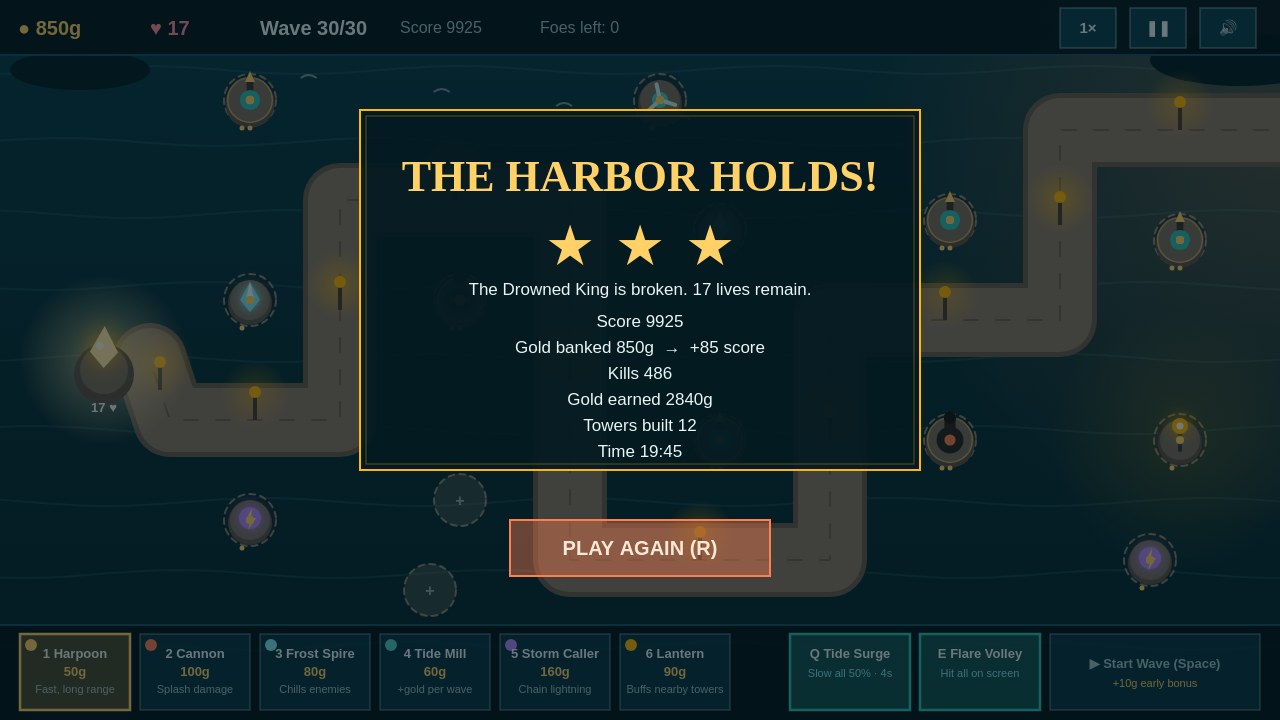 ● 850g ♥ 17 Wave 30/30 Score 9925 Foes left: 0 1× ❚❚ 🔊
THE HARBOR HOLDS!
★ ★ ★
The Drowned King is broken. 17 lives remain.
Score 9925
Gold banked 850g → +85 score
Kills 486
Gold earned 2840g
Towers built 12
Time 19:45
17 ♥
+
+
PLAY AGAIN (R)
1 Harpoon
50g
Fast, long range
2 Cannon
100g
Splash damage
3 Frost Spire
80g
Chills enemies
4 Tide Mill
60g
+gold per wave
5 Storm Caller
160g
Chain lightning
6 Lantern
90g
Buffs nearby towers
Q Tide Surge
Slow all 50% · 4s
E Flare Volley
Hit all on screen
▶ Start Wave (Space)
+10g early bonus